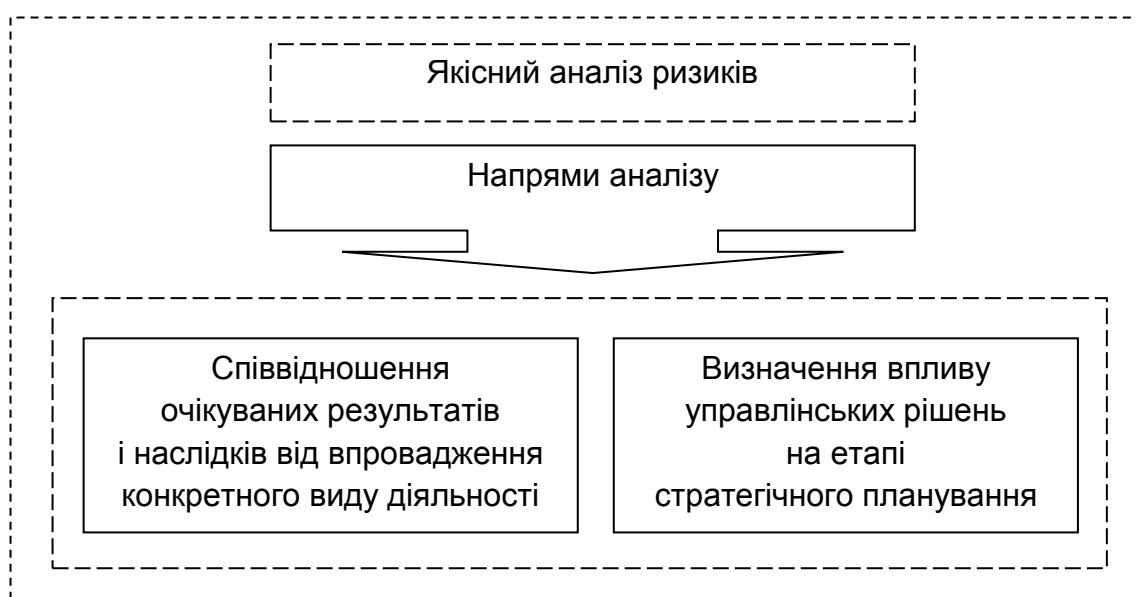 Якісний аналіз ризиків
Напрями аналізу
Співвідношення
очікуваних результатів
і наслідків від впровадження
конкретного виду діяльності
Визначення впливу
управлінських рішень
на етапі
стратегічного планування